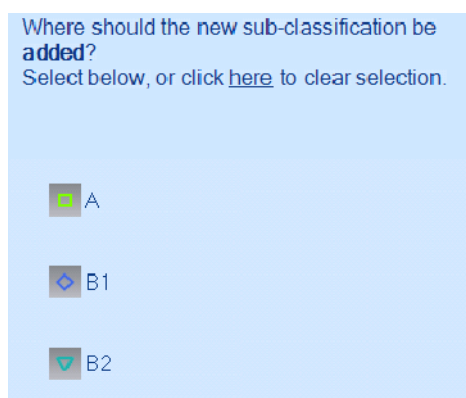 Where should the new sub-classification be
added?
Select below, or click here to clear selection.
A
B1
B2